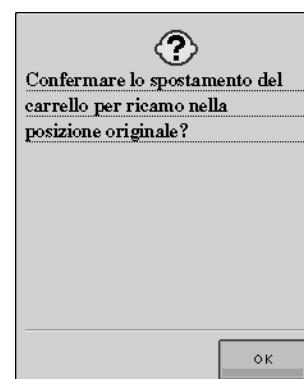 Confermare lo spostamento del
carrello per ricamo nella
posizione originale?
OK